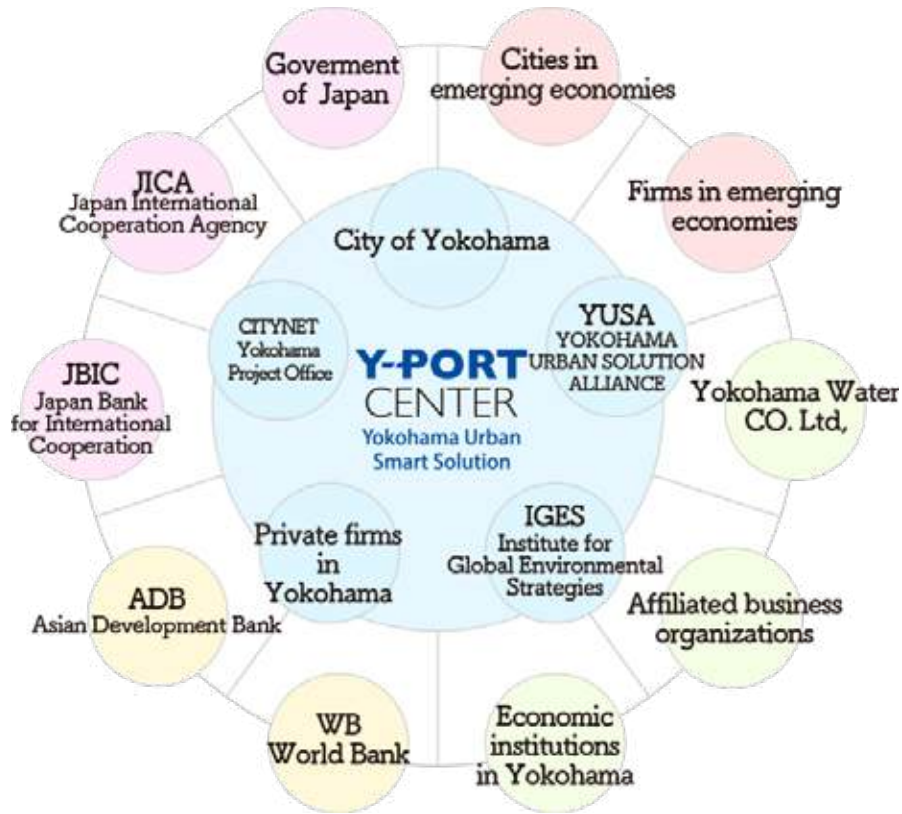 Goverment
of Japan
Cities in
emerging economies
JICA
Japan International
Cooperation Agency
Firms in emerging
economies
City of Yokohama
CITYNET
Yokohama
Project Office
YUSA
YOKOHAMA
URBAN SOLUTION
ALLIANCE
JBIC
Japan Bank
for International
Cooperation
Y-PORT
CENTER
Yokohama Urban
Smart Solution
Yokohama Water
CO. Ltd,
Private firms
in
Yokohama
IGES
Institute for
Global Environmental
Strategies
ADB
Asian Development Bank
Affiliated business
organizations
WB
World Bank
Economic
institutions
in Yokohama